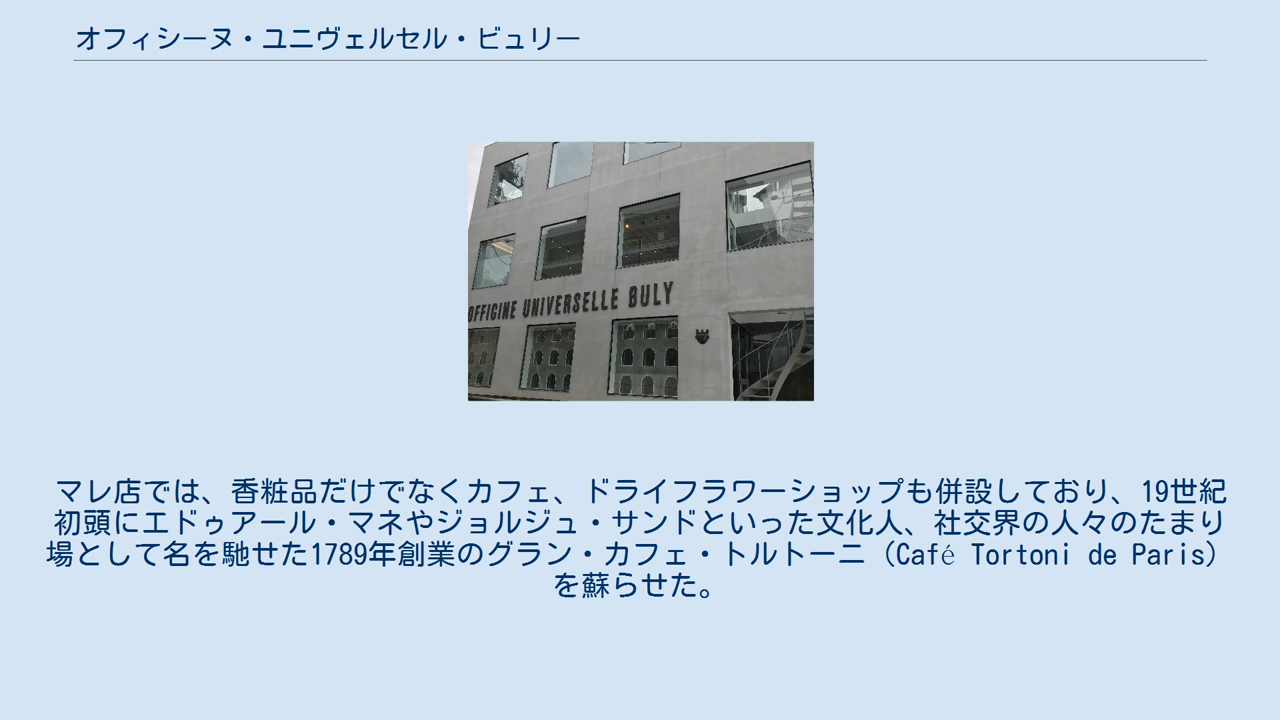 オフィシーヌ・ユニヴェルセル・ビュリー
OFFICINE UNIVERSELLE BULY
マレ店では、香粧品だけでなくカフェ、ドライフラワーショップも併設しており、19世紀
初頭にエドゥアール・マネやジョルジュ・サンドといった文化人、社交界の人々のたまり
場として名を馳せた1789年創業のグラン・カフェ・トルトーニ（Café Tortoni de Paris）
を蘇らせた。